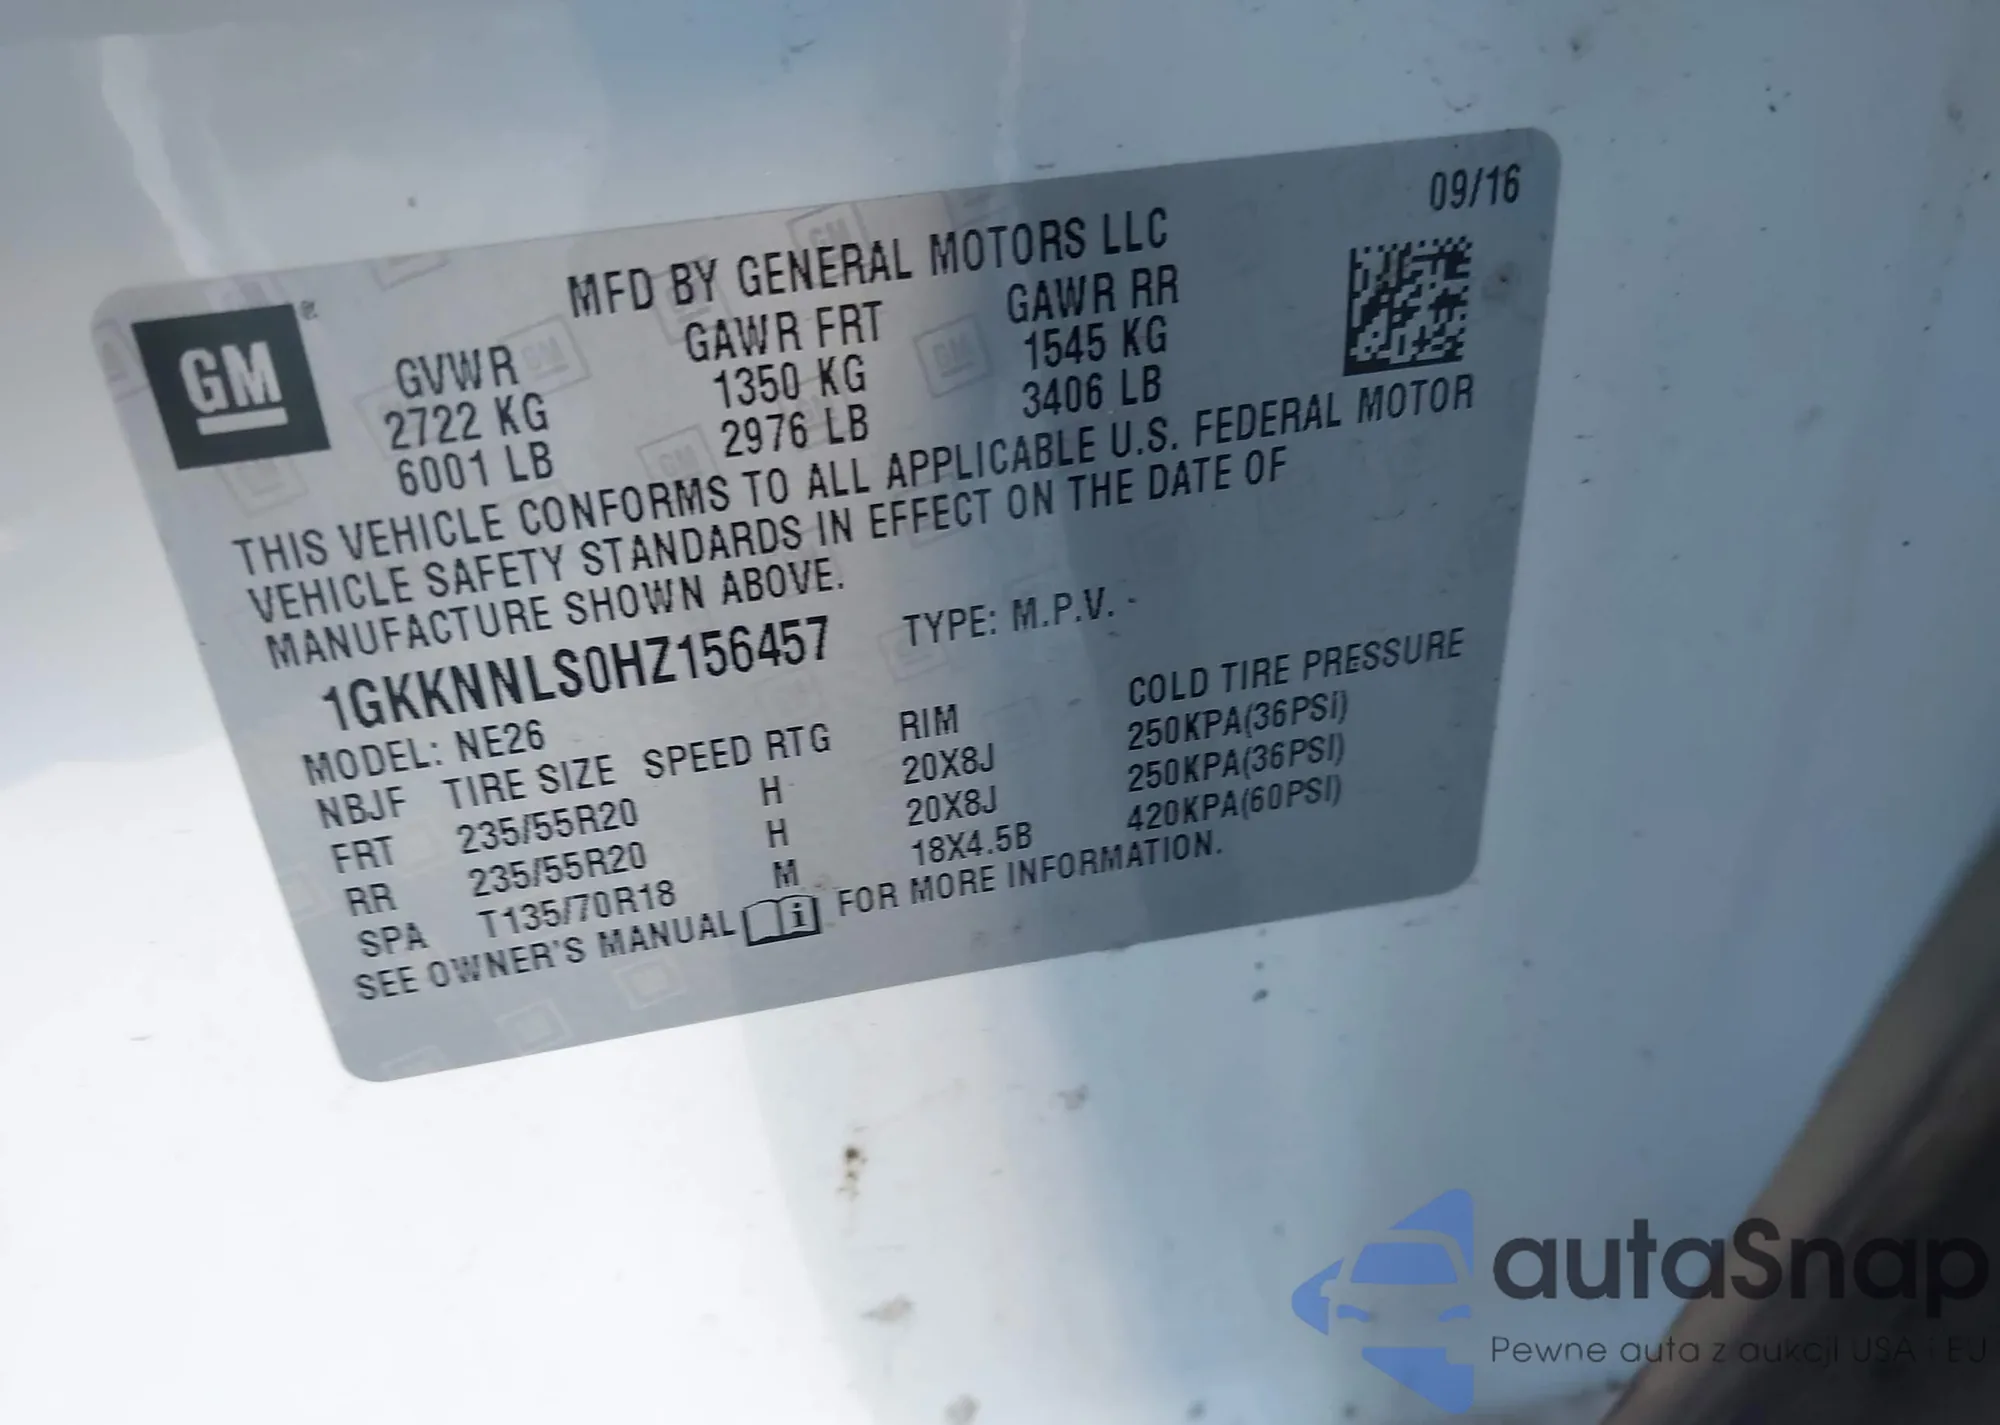 09/16
MFD BY GENERAL MOTORS LLC
GM
GVWR GAWR FRT GAWR RR
2722 KG 1350 KG 1545 KG
6001 LB 2976 LB 3406 LB
THIS VEHICLE CONFORMS TO ALL APPLICABLE U.S. FEDERAL MOTOR
VEHICLE SAFETY STANDARDS IN EFFECT ON THE DATE OF
MANUFACTURE SHOWN ABOVE.
1GKKNNLS0HZ156457 TYPE: M.P.V.
MODEL: NE26
NBJF TIRE SIZE SPEED RTG RIM COLD TIRE PRESSURE
FRT 235/55R20 H 20X8J 250KPA(36PSI)
RR 235/55R20 H 20X8J 250KPA(36PSI)
SPA T135/70R18 M 18X4.5B 420KPA(60PSI)
SEE OWNER'S MANUAL i FOR MORE INFORMATION.
autaSnap
Pewne auta z aukcji USA i EU